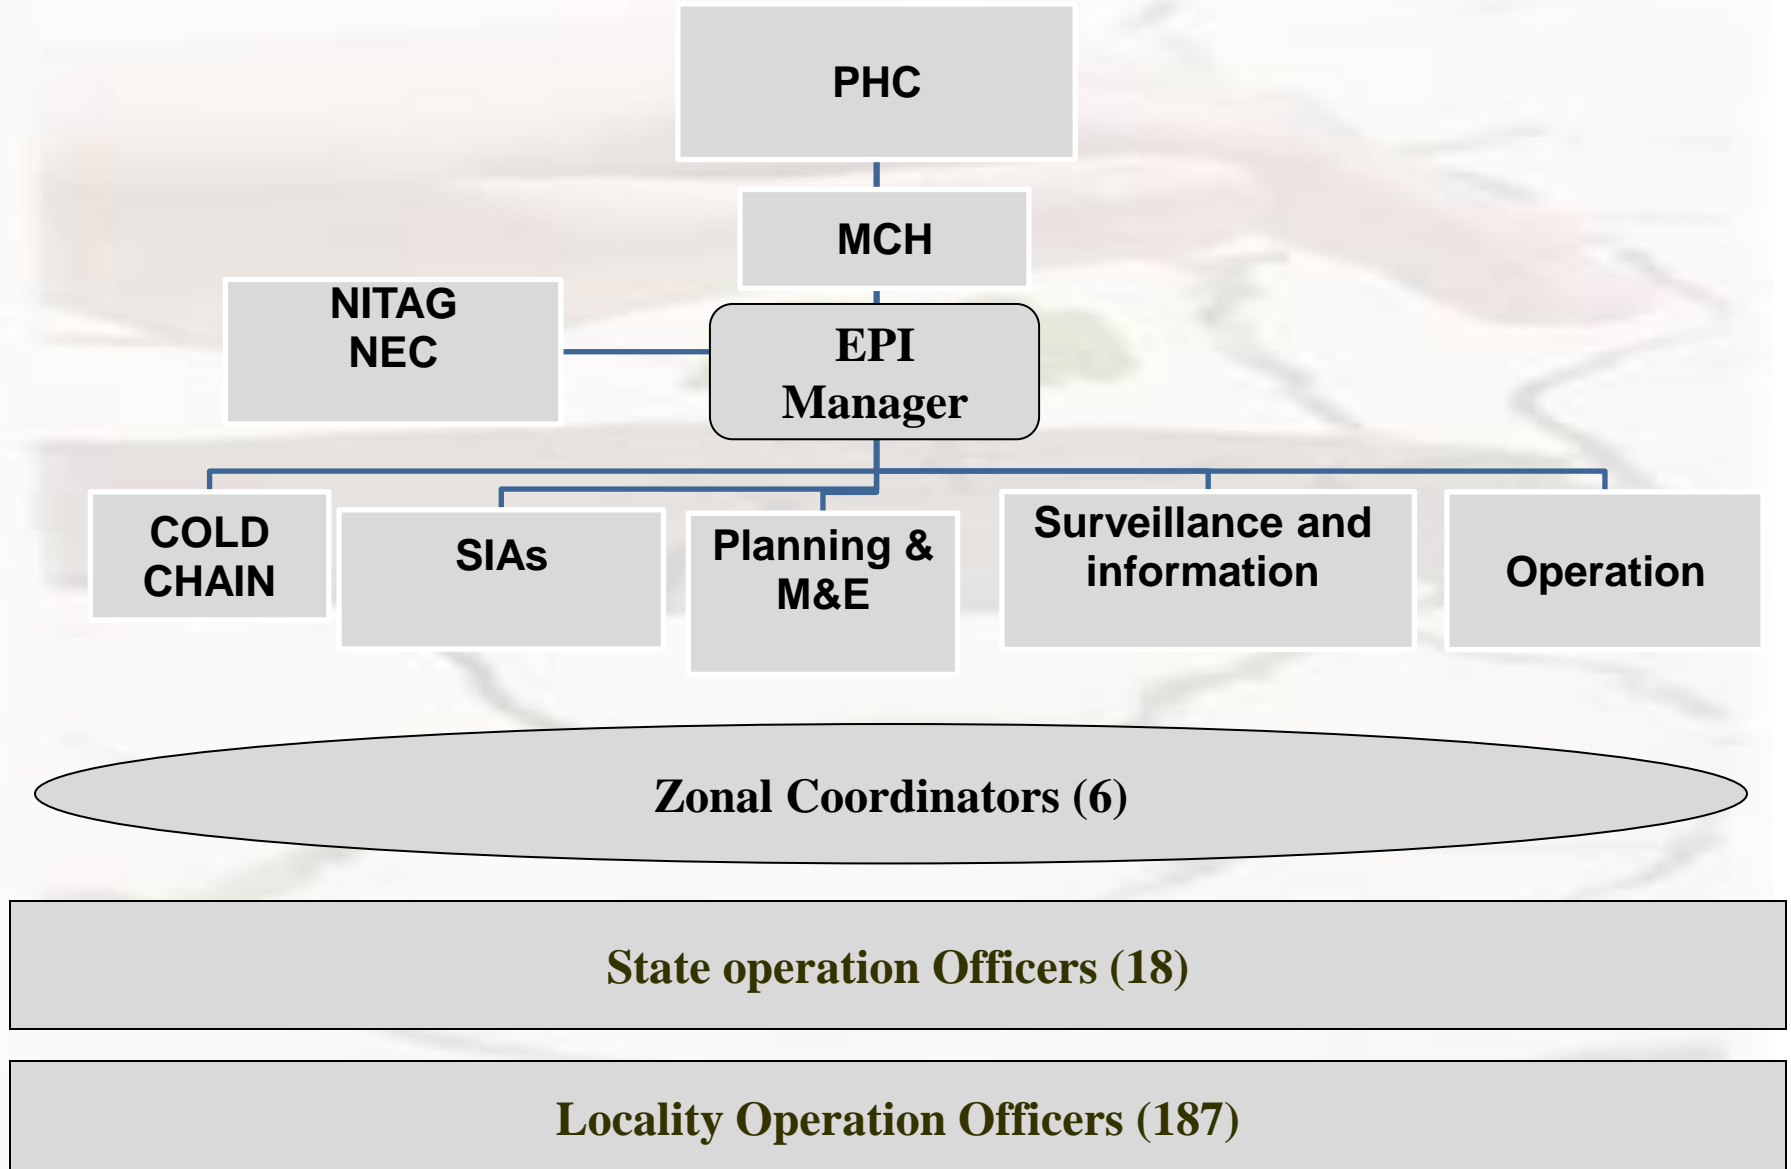 PHC
MCH
NITAG
NEC
EPI
Manager
COLD
CHAIN
SIAs
Planning &
M&E
Surveillance and
information
Operation
Zonal Coordinators (6)
State operation Officers (18)
Locality Operation Officers (187)